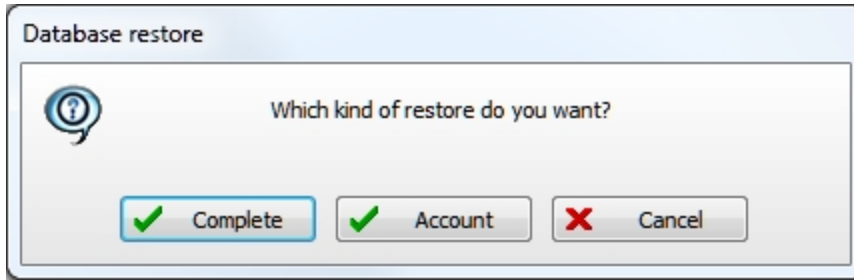 Database restore
Which kind of restore do you want?
Complete Account Cancel